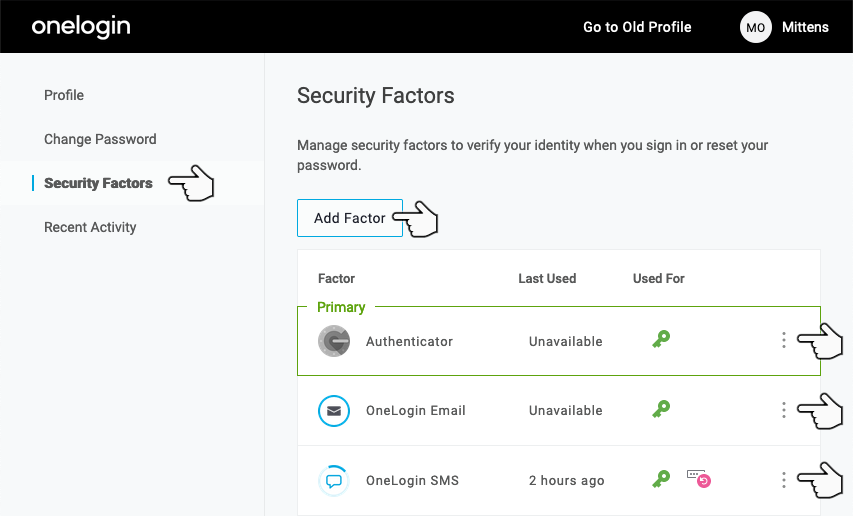 onelogin
Go to Old Profile
MO
Mittens
Profile
Change Password
Security Factors
Recent Activity
Security Factors
Manage security factors to verify your identity when you sign in or reset your
password.
Add Factor
Factor Last Used Used For
Primary
Authenticator Unavailable
OneLogin Email Unavailable
OneLogin SMS 2 hours ago